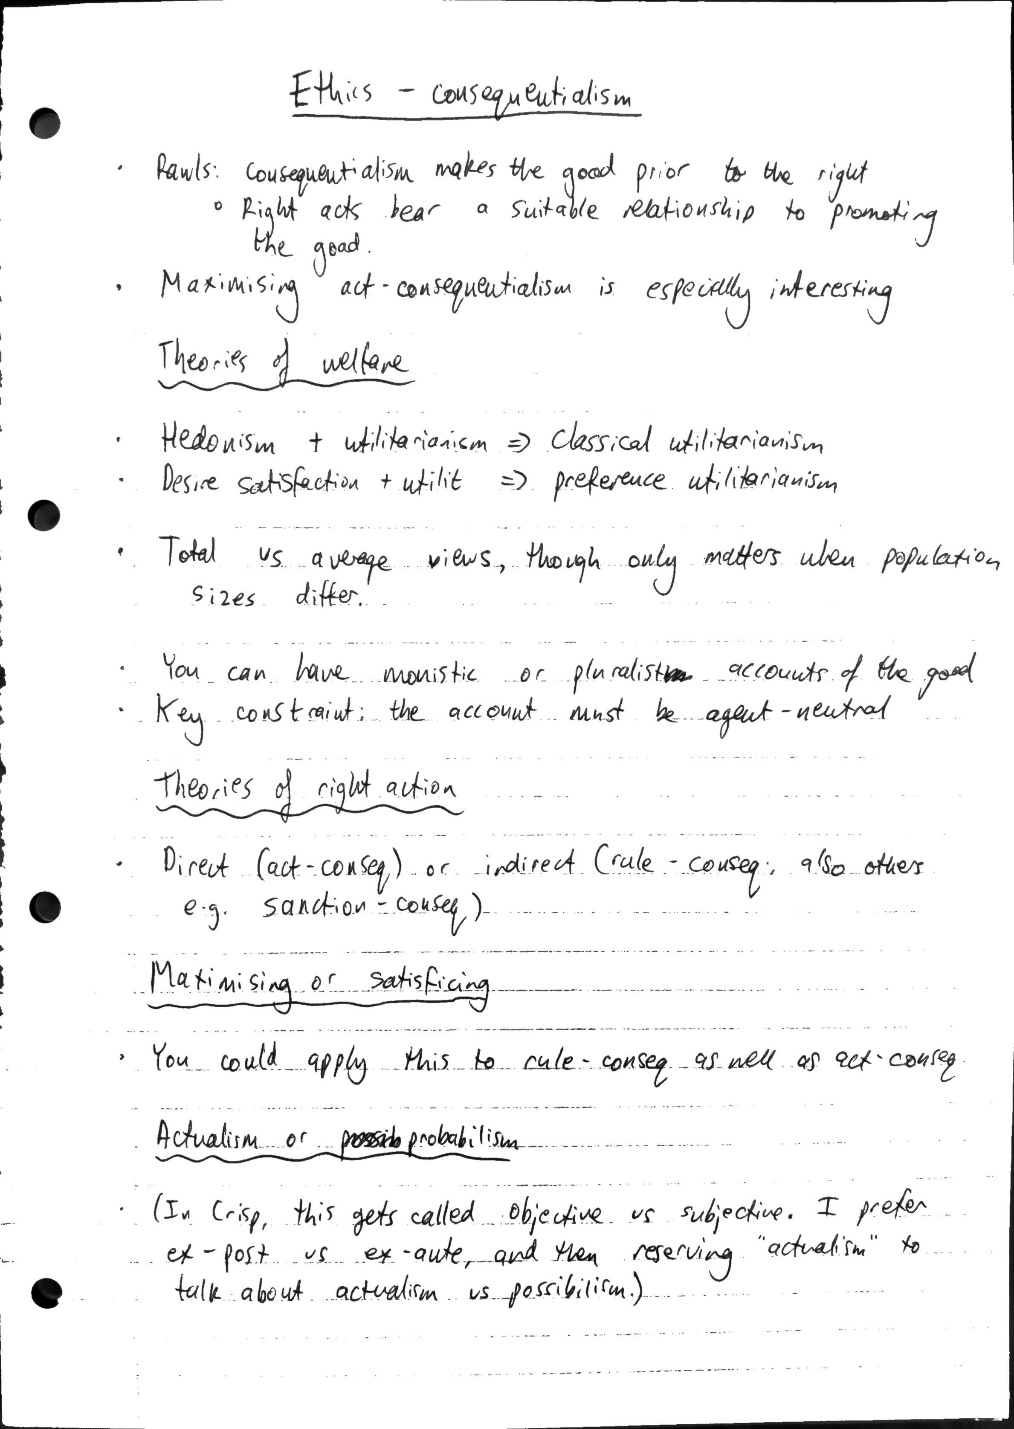 Ethics - consequentialism
· Rawls: consequentialism makes the good prior to the right
◦ Right acts bear a suitable relationship to promoting
the good.
· Maximising act-consequentialism is especially interesting
Theories of welfare
· Hedonism + utilitarianism => classical utilitarianism
· Desire satisfaction + utilit => preference utilitarianism
· Total vs average views, though only matters when population
sizes differ.
· You can have monistic or pluralist accounts of the good
· Key constraint: the account must be agent-neutral
Theories of right action
· Direct (act-conseq) or indirect (rule-conseq; also others
e.g. sanction-conseq)
Maximising or satisficing
· You could apply this to rule-conseq as well as act-conseq.
Actualism or probabilism
· (In Crisp, this gets called objective vs subjective. I prefer
ex-post vs ex-ante, and then reserving "actualism" to
talk about actualism vs possibilism.)